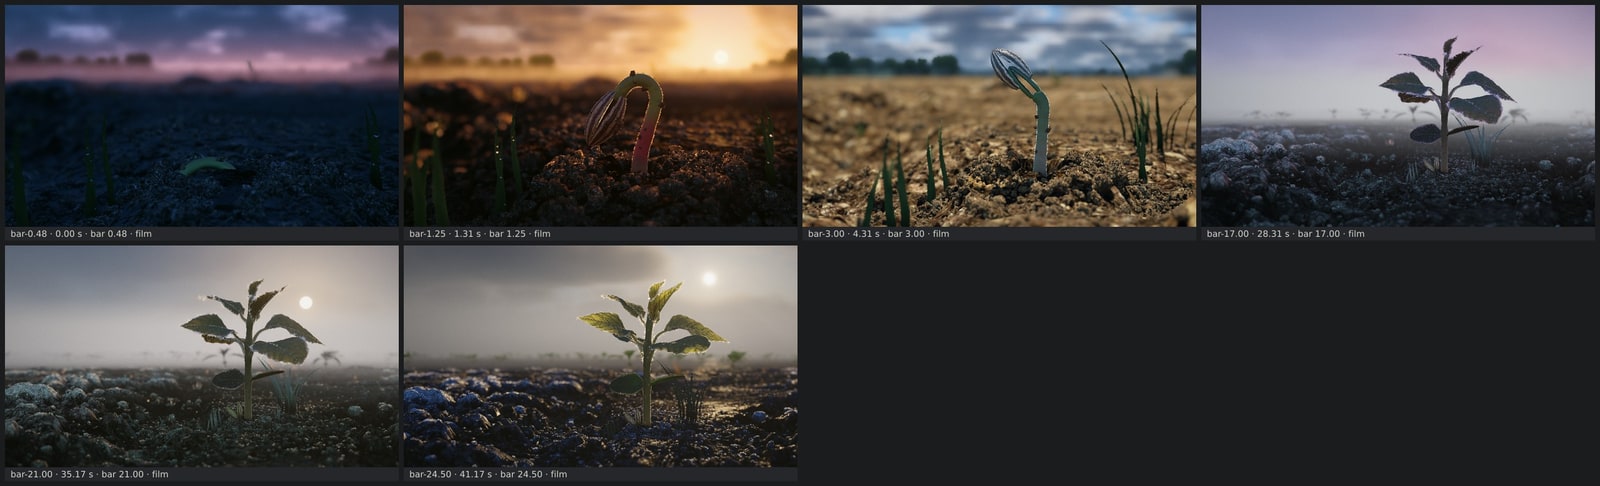 bar-0.48 · 0.00 s · bar 0.48 · film
bar-1.25 · 1.31 s · bar 1.25 · film
bar-3.00 · 4.31 s · bar 3.00 · film
bar-17.00 · 28.31 s · bar 17.00 · film
bar-21.00 · 35.17 s · bar 21.00 · film
bar-24.50 · 41.17 s · bar 24.50 · film